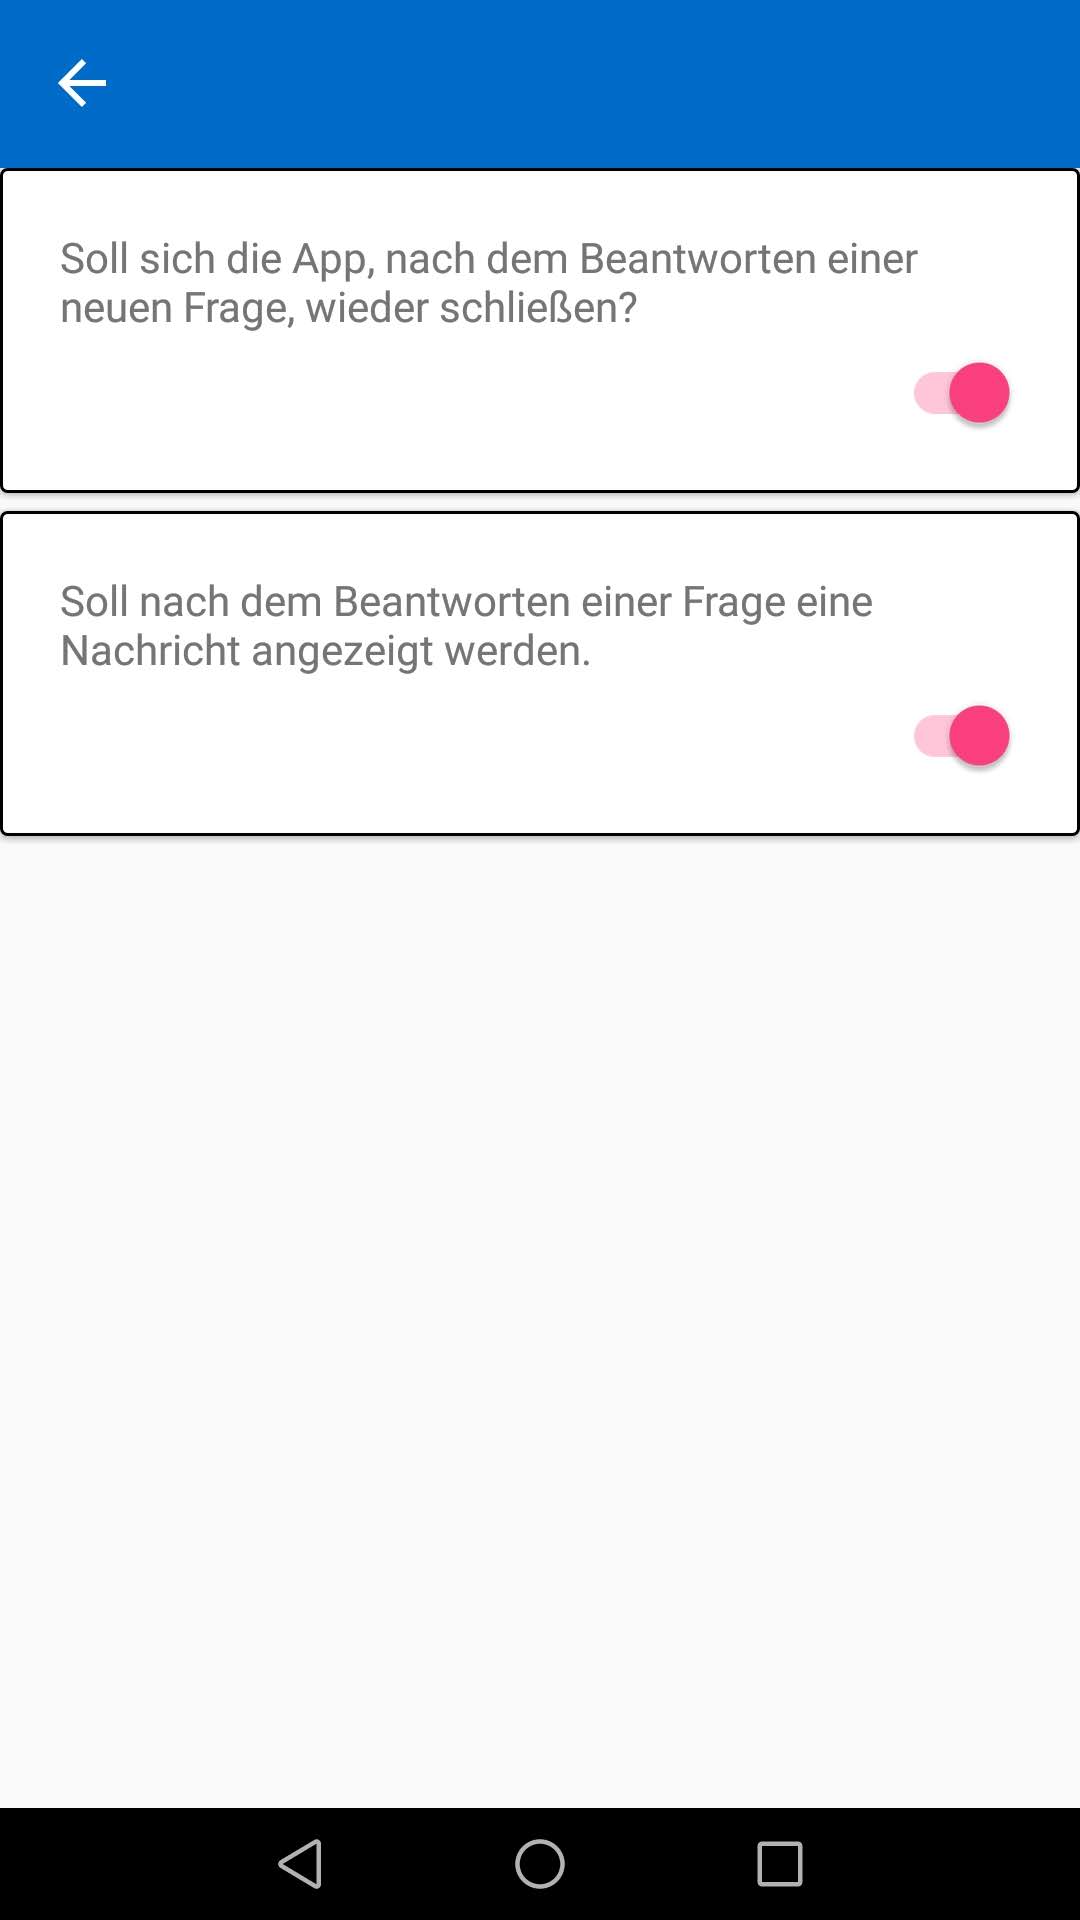 Soll sich die App, nach dem Beantworten einer
neuen Frage, wieder schließen?
Soll nach dem Beantworten einer Frage eine
Nachricht angezeigt werden.